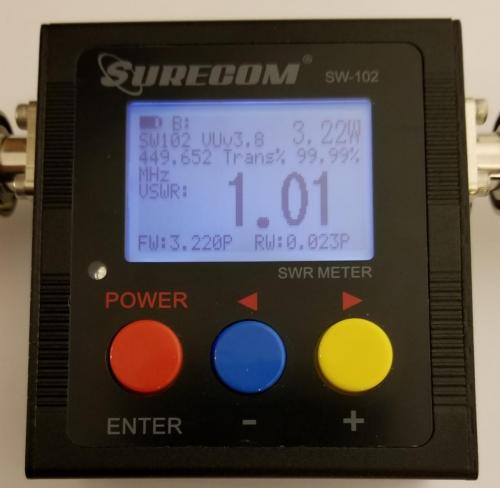 SURECOM® SW-102
B: 3.22W
SW102 VUv3.8
449.652 Trans% 99.99%
MHz
VSWR: 1.01
FW:3.220P RW:0.023P
SWR METER
POWER ◀ ▶
ENTER - +